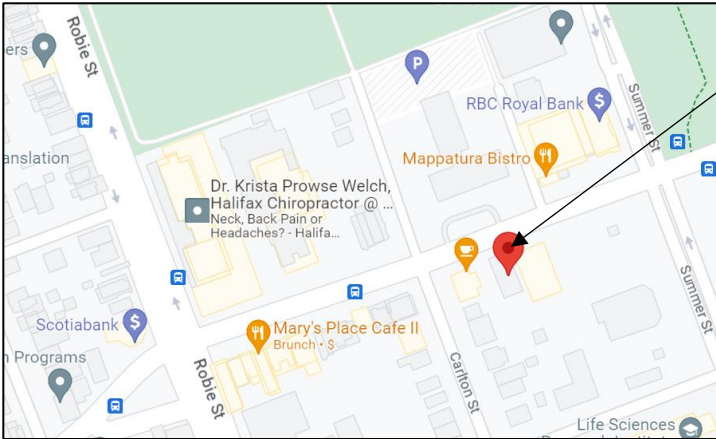 ers
Robie St
P
RBC Royal Bank
$
Summer St
anslation
Mappatura Bistro
Dr. Krista Prowse Welch,
Halifax Chiropractor @ ...
Neck, Back Pain or
Headaches? - Halifa...
Scotiabank
$
Mary's Place Cafe II
Brunch • $
Summer St
n Programs
Robie St
Carlton St
Life Sciences